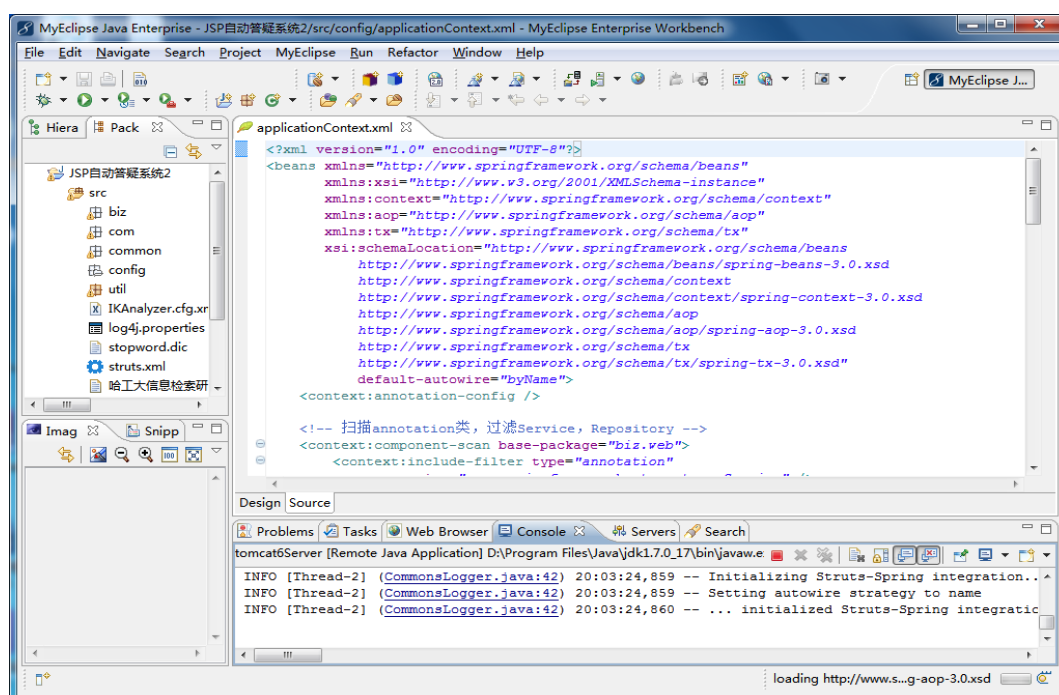 MyEclipse Java Enterprise - JSP自动答疑系统2/src/config/applicationContext.xml - MyEclipse Enterprise Workbench
File Edit Navigate Search Project MyEclipse Run Refactor Window Help
MyEclipse J...
Hiera Pack
applicationContext.xml
JSP自动答疑系统2
src
biz
com
common
config
util
IKAnalyzer.cfg.xr
log4j.properties
stopword.dic
struts.xml
哈工大信息检索研
<?xml version="1.0" encoding="UTF-8"?>
<beans xmlns="http://www.springframework.org/schema/beans"
xmlns:xsi="http://www.w3.org/2001/XMLSchema-instance"
xmlns:context="http://www.springframework.org/schema/context"
xmlns:aop="http://www.springframework.org/schema/aop"
xmlns:tx="http://www.springframework.org/schema/tx"
xsi:schemaLocation="http://www.springframework.org/schema/beans
http://www.springframework.org/schema/beans/spring-beans-3.0.xsd
http://www.springframework.org/schema/context
http://www.springframework.org/schema/context/spring-context-3.0.xsd
http://www.springframework.org/schema/aop
http://www.springframework.org/schema/aop/spring-aop-3.0.xsd
http://www.springframework.org/schema/tx
http://www.springframework.org/schema/tx/spring-tx-3.0.xsd"
default-autowire="byName">
<context:annotation-config />
<!-- 扫描annotation类，过滤Service，Repository -->
<context:component-scan base-package="biz.web">
<context:include-filter type="annotation"
Design Source
Imag Snipp
Problems Tasks Web Browser Console Servers Search
tomcat6Server [Remote Java Application] D:\Program Files\Java\jdk1.7.0_17\bin\javaw.e
INFO [Thread-2] (CommonsLogger.java:42) 20:03:24,859 -- Initializing Struts-Spring integration..
INFO [Thread-2] (CommonsLogger.java:42) 20:03:24,859 -- Setting autowire strategy to name
INFO [Thread-2] (CommonsLogger.java:42) 20:03:24,860 -- ... initialized Struts-Spring integratic
loading http://www.s...g-aop-3.0.xsd